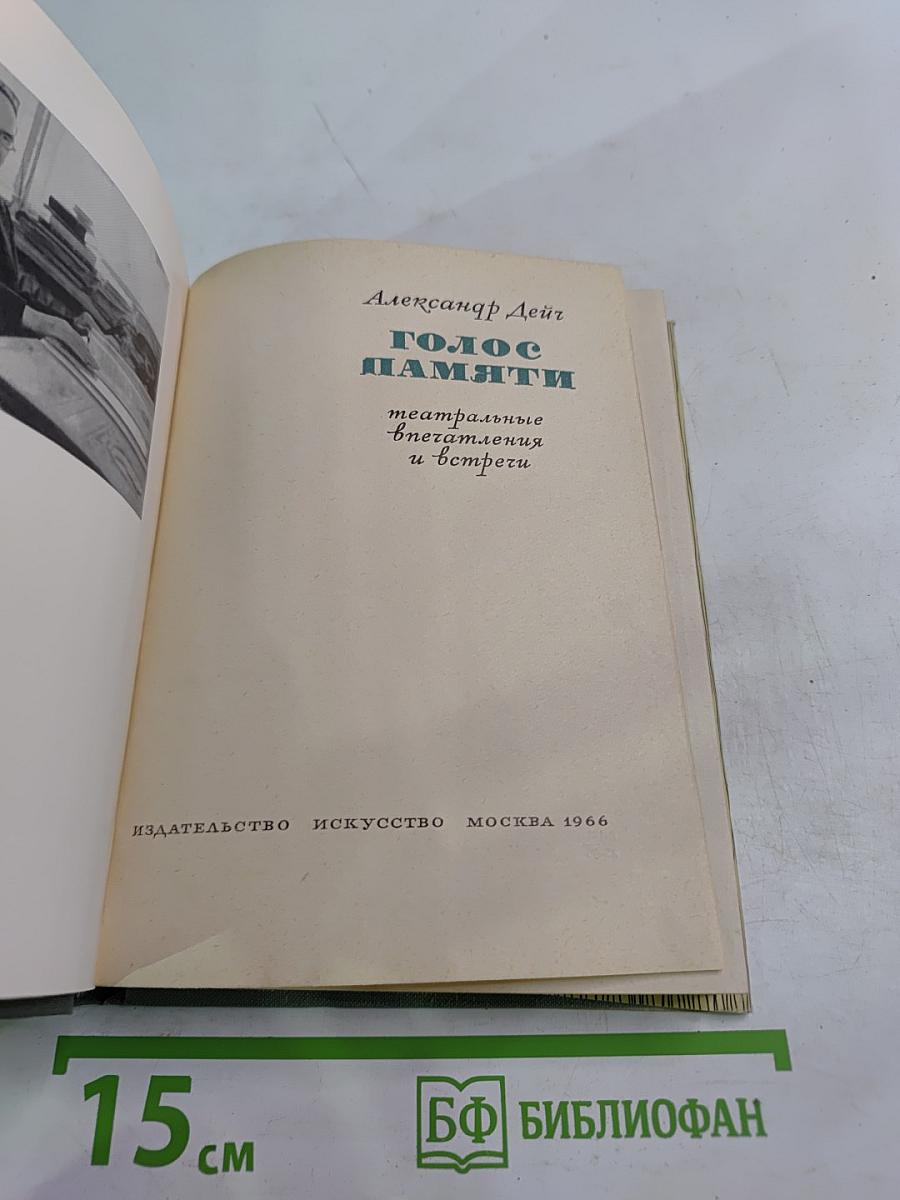 Александр Дейч
ГОЛОС
ПАМЯТИ
театральные
впечатления
и встречи
ИЗДАТЕЛЬСТВО ИСКУССТВО МОСКВА 1966
15 см
БФ БИБЛИОФАН